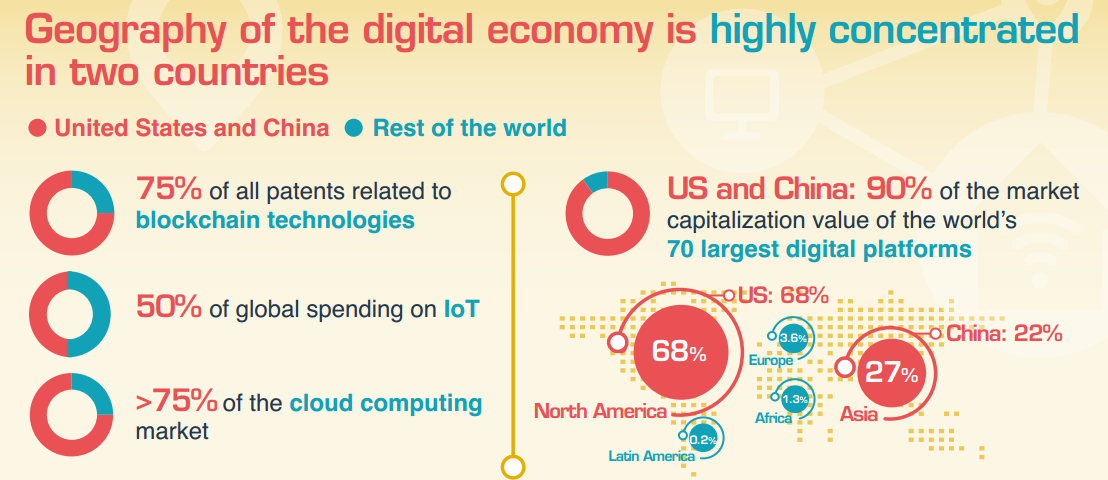 Geography of the digital economy is highly concentrated
in two countries
United States and China Rest of the world
75% of all patents related to
blockchain technologies
50% of global spending on IoT
>75% of the cloud computing
market
US and China: 90% of the market
capitalization value of the world's
70 largest digital platforms
US: 68%
68%
North America
3.6%
Europe
1.3%
Africa
0.2%
Latin America
China: 22%
27%
Asia